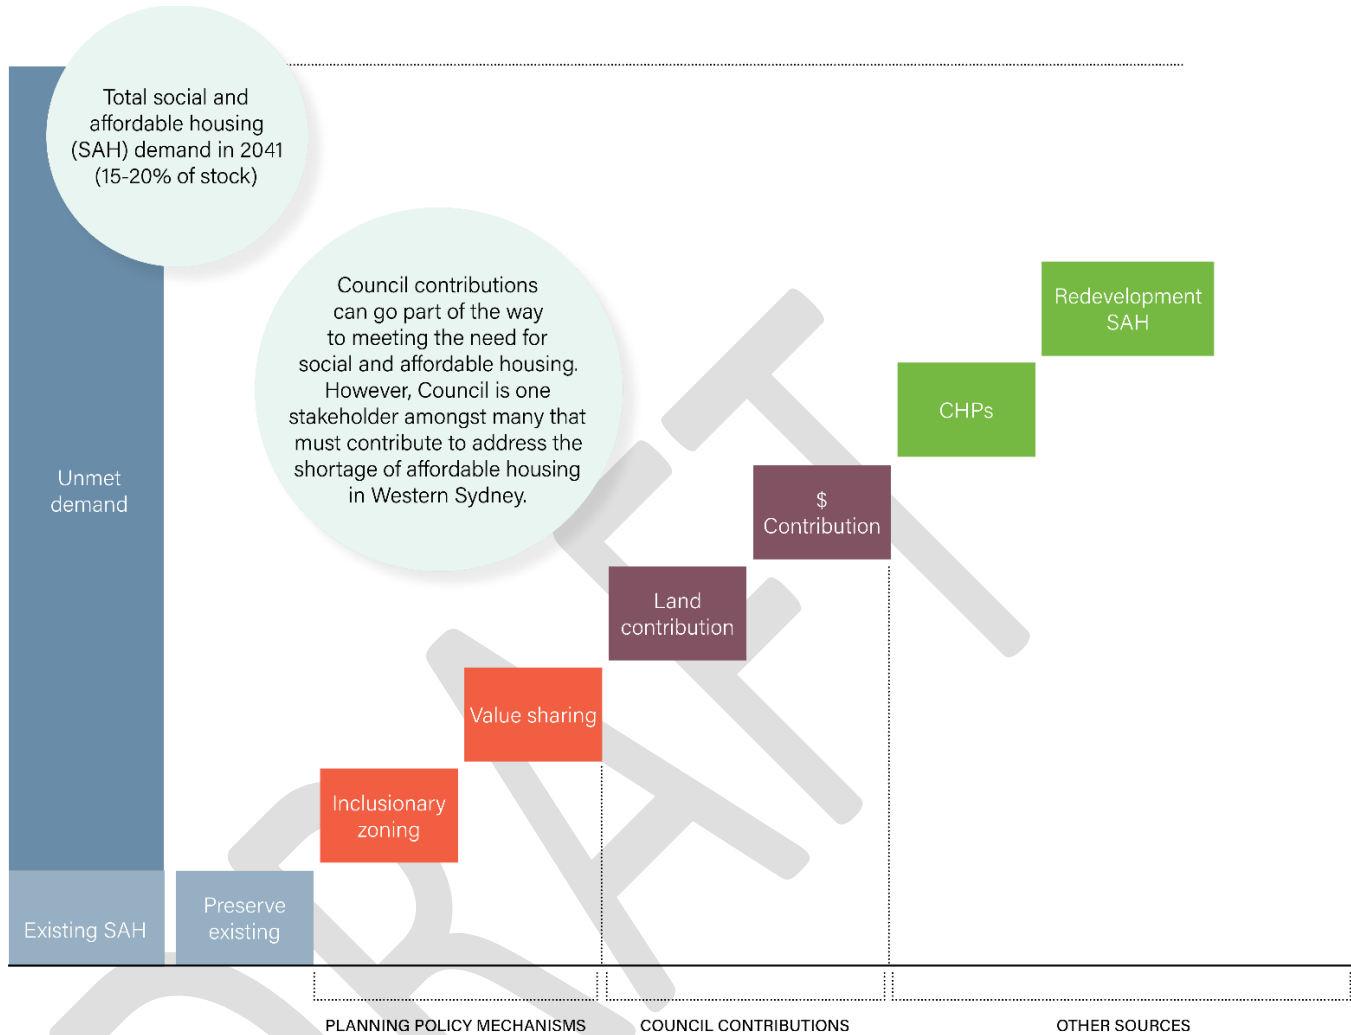 Total social and
affordable housing
(SAH) demand in 2041
(15-20% of stock)
Council contributions
can go part of the way
to meeting the need for
social and affordable housing.
However, Council is one
stakeholder amongst many that
must contribute to address the
shortage of affordable housing
in Western Sydney.
Unmet
demand
Existing SAH
Preserve
existing
Inclusionary
zoning
Value sharing
Land
contribution
$
Contribution
CHPs
Redevelopment
SAH
PLANNING POLICY MECHANISMS
COUNCIL CONTRIBUTIONS
OTHER SOURCES
DRAFT